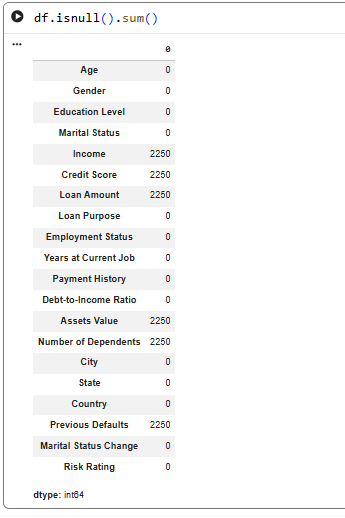 df.isnull().sum()
...
0
Age 0
Gender 0
Education Level 0
Marital Status 0
Income 2250
Credit Score 2250
Loan Amount 2250
Loan Purpose 0
Employment Status 0
Years at Current Job 0
Payment History 0
Debt-to-Income Ratio 0
Assets Value 2250
Number of Dependents 2250
City 0
State 0
Country 0
Previous Defaults 2250
Marital Status Change 0
Risk Rating 0
dtype: int64